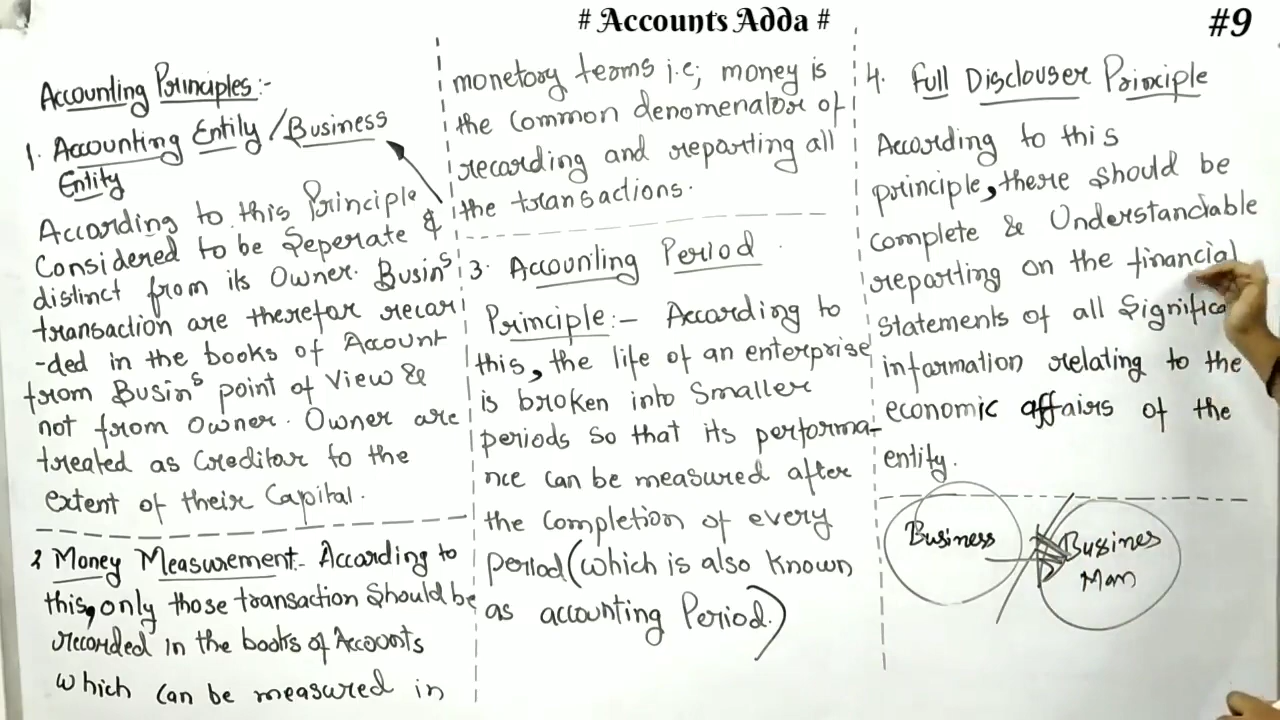 # Accounts Adda #
#9
Accounting Principles:-
1. Accounting Entity / Business
Entity
According to this Principle
Considered to be Seperate &
distinct from its Owner. Busins
transaction are therefor recor
-ded in the books of Account
from Busins point of View &
not from Owner. Owner are
treated as Creditor to the
extent of their Capital.
2 Money Measurement:- According to
this, only those transaction Should be
recorded in the books of Accounts
which can be measured in
monetory terms i.e; money is
the Common denomenator of
recarding and reporting all
the transactions.
3. Accounting Period
Principle:- According to
this, the life of an enterprise
is broken into Smaller
periods so that its performa-
nce can be measured after
the Completion of every
period (which is also known
as accounting Period.)
4. Full Disclouser Principle
According to this
principle, there should be
Complete & Understandable
reporting on the financial
Statements of all Significa
information relating to the
economic affairs of the
entity.
Business
Busines
Man